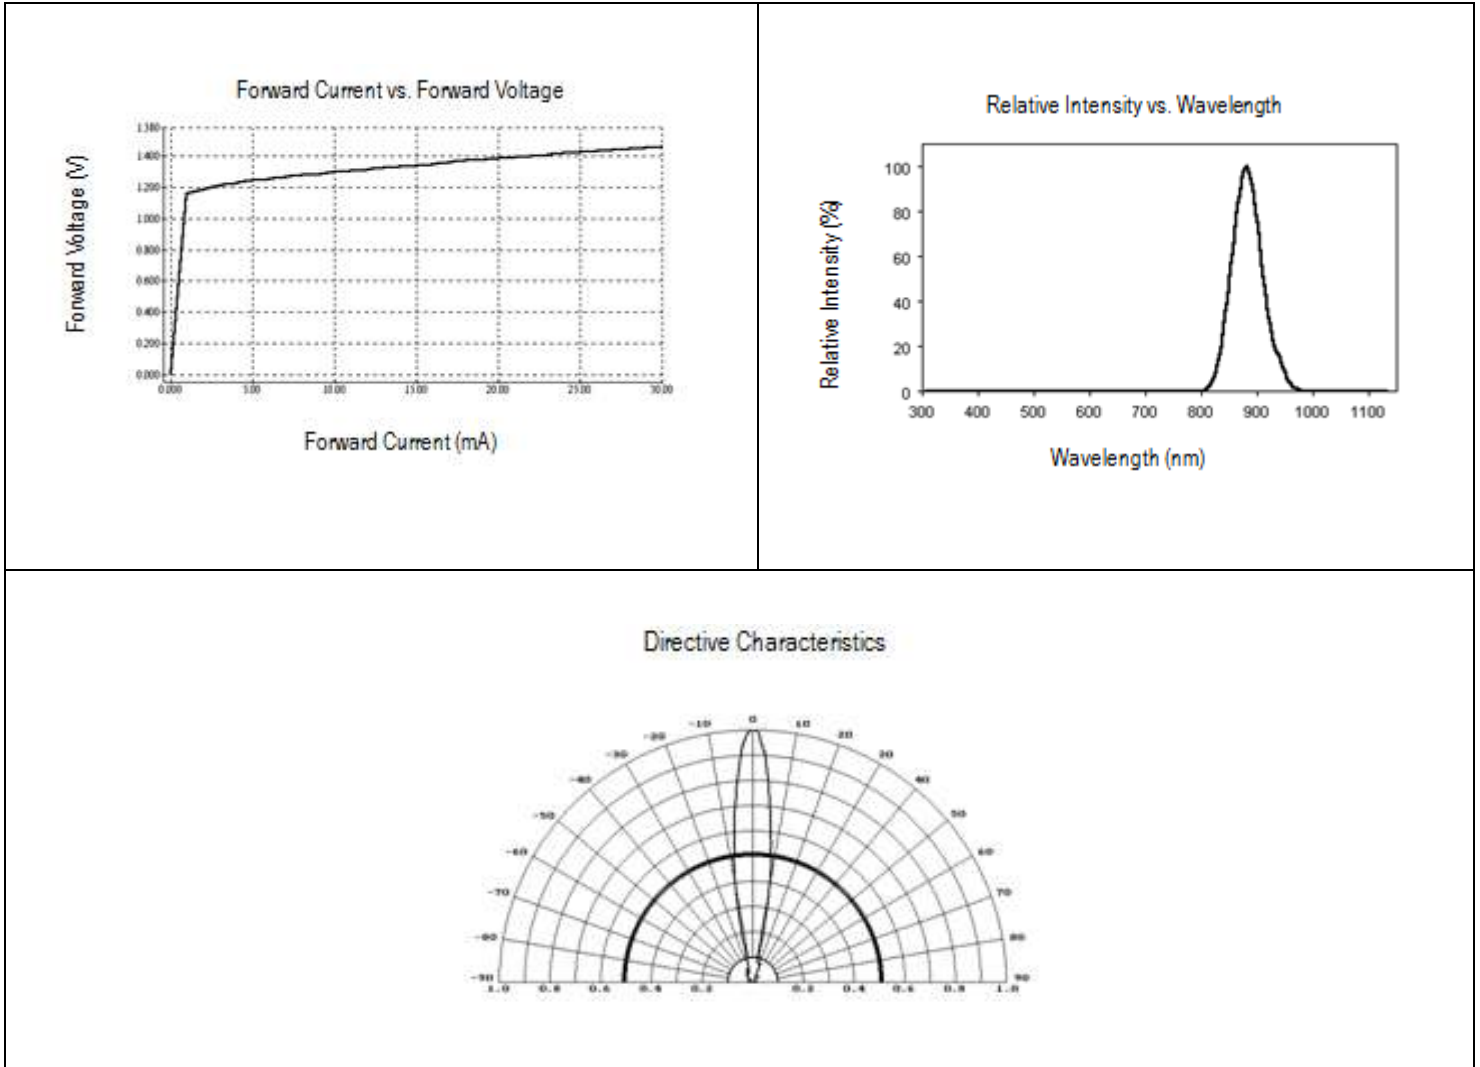 Forward Current vs. Forward Voltage
Forward Voltage (V)
1.400
1.200
1.000
0.800
0.600
0.400
0.200
0.000
0.000 5.00 10.00 15.00 20.00 25.00 30.00
Forward Current (mA)
Relative Intensity vs. Wavelength
Relative Intensity (%)
100
80
60
40
20
0
300 400 500 600 700 800 900 1000 1100
Wavelength (nm)
Directive Characteristics
-10 0 10
-20 20
-30 30
-40 40
-50 50
-60 60
-70 70
-80 80
-90 90
1.0 0.8 0.6 0.4 0.2 0.2 0.4 0.6 1.0